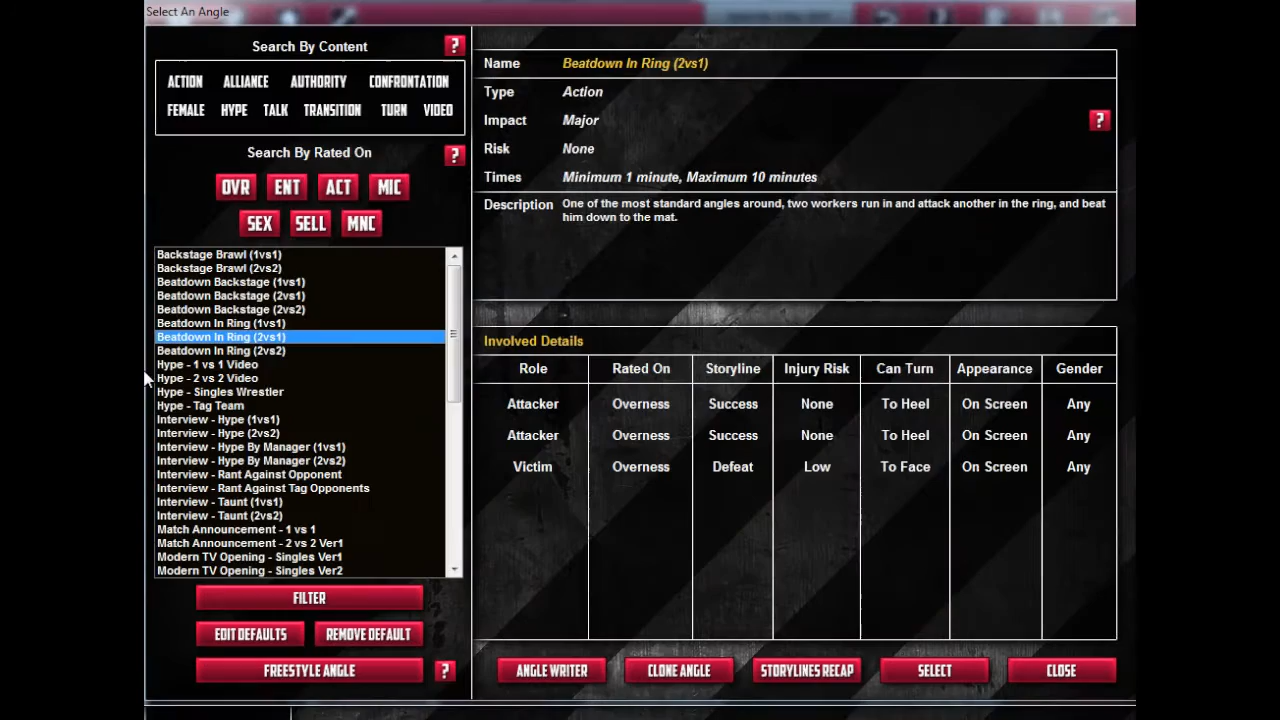 Select An Angle
Search By Content
?
ACTION ALLIANCE AUTHORITY CONFRONTATION
FEMALE HYPE TALK TRANSITION TURN VIDEO
Search By Rated On
?
OVR ENT ACT MIC
SEX SELL MNC
Backstage Brawl (1vs1)
Backstage Brawl (2vs2)
Beatdown Backstage (1vs1)
Beatdown Backstage (2vs1)
Beatdown Backstage (2vs2)
Beatdown In Ring (1vs1)
Beatdown In Ring (2vs1)
Beatdown In Ring (2vs2)
Hype - 1 vs 1 Video
Hype - 2 vs 2 Video
Hype - Singles Wrestler
Hype - Tag Team
Interview - Hype (1vs1)
Interview - Hype (2vs2)
Interview - Hype By Manager (1vs1)
Interview - Hype By Manager (2vs2)
Interview - Rant Against Opponent
Interview - Rant Against Tag Opponents
Interview - Taunt (1vs1)
Interview - Taunt (2vs2)
Match Announcement - 1 vs 1
Match Announcement - 2 vs 2 Ver1
Modern TV Opening - Singles Ver1
Modern TV Opening - Singles Ver2
FILTER
EDIT DEFAULTS REMOVE DEFAULT
FREESTYLE ANGLE ?
Name Beatdown In Ring (2vs1)
Type Action
Impact Major
?
Risk None
Times Minimum 1 minute, Maximum 10 minutes
Description One of the most standard angles around, two workers run in and attack another in the ring, and beat
him down to the mat.
Involved Details
Role Rated On Storyline Injury Risk Can Turn Appearance Gender
Attacker Overness Success None To Heel On Screen Any
Attacker Overness Success None To Heel On Screen Any
Victim Overness Defeat Low To Face On Screen Any
ANGLE WRITER CLONE ANGLE STORYLINES RECAP SELECT CLOSE